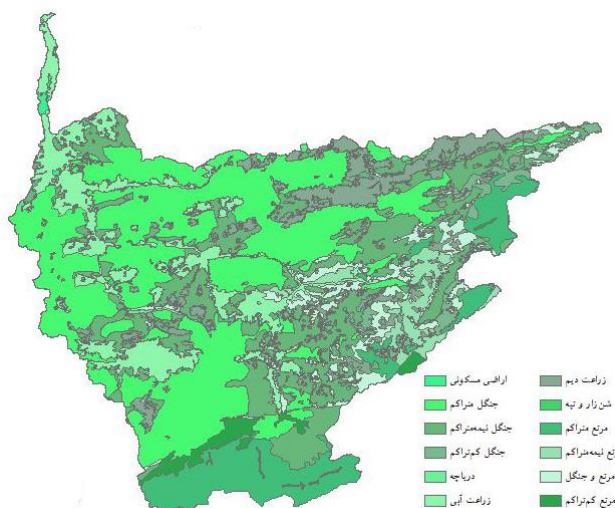 اراضی مسکونی
جنگل متراکم
جنگل نیمه‌متراکم
جنگل کم‌تراکم
دریاچه
زراعت آبی
زراعت دیم
شن زار و تپه
مرتع متراکم
نیمه‌متراکم
مرتع و جنگل
مرتع کم‌تراکم